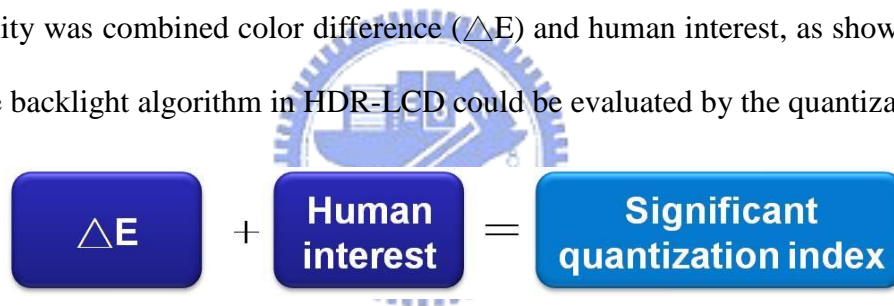 ity was combined color difference (△E) and human interest, as show
backlight algorithm in HDR-LCD could be evaluated by the quantiza
△E + Human interest = Significant quantization index